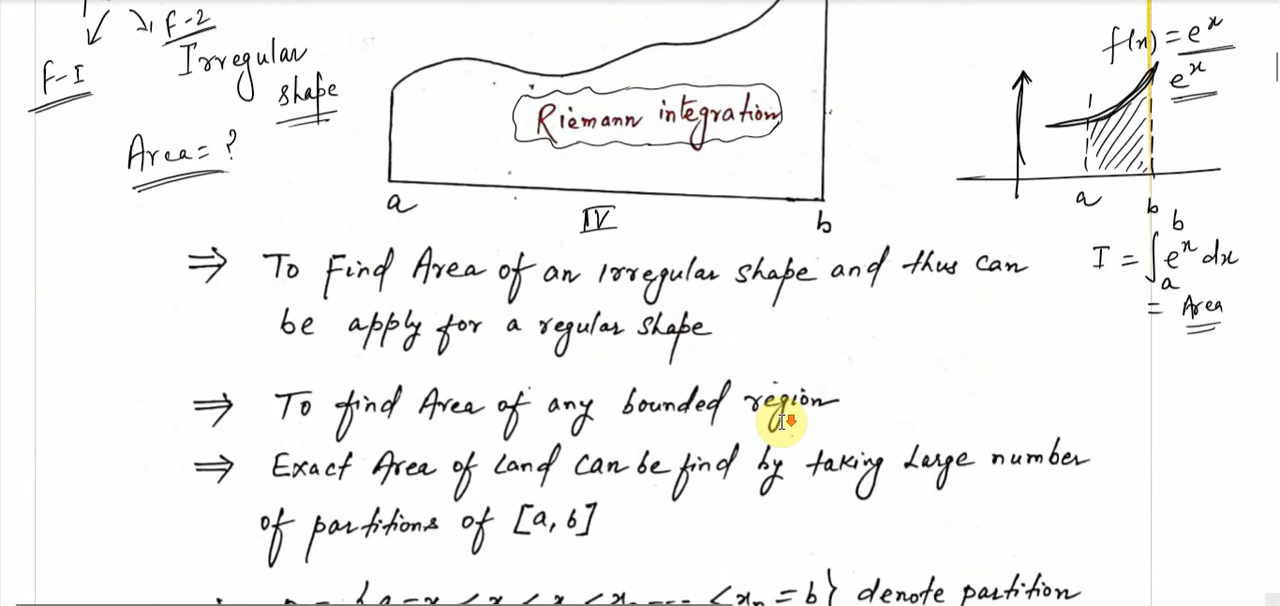 F-2
F-I
Irregular
shape
Area = ?
Riemann integration
a
b
IV
f(x) = e^x
e^x
a
b
I = ∫_a^b e^x dx
= Area
⇒ To Find Area of an Irregular shape and thus can
be apply for a regular shape
⇒ To find Area of any bounded region
⇒ Exact Area of Land can be find by taking Large number
of partitions of [a, b]
= b} denote partition